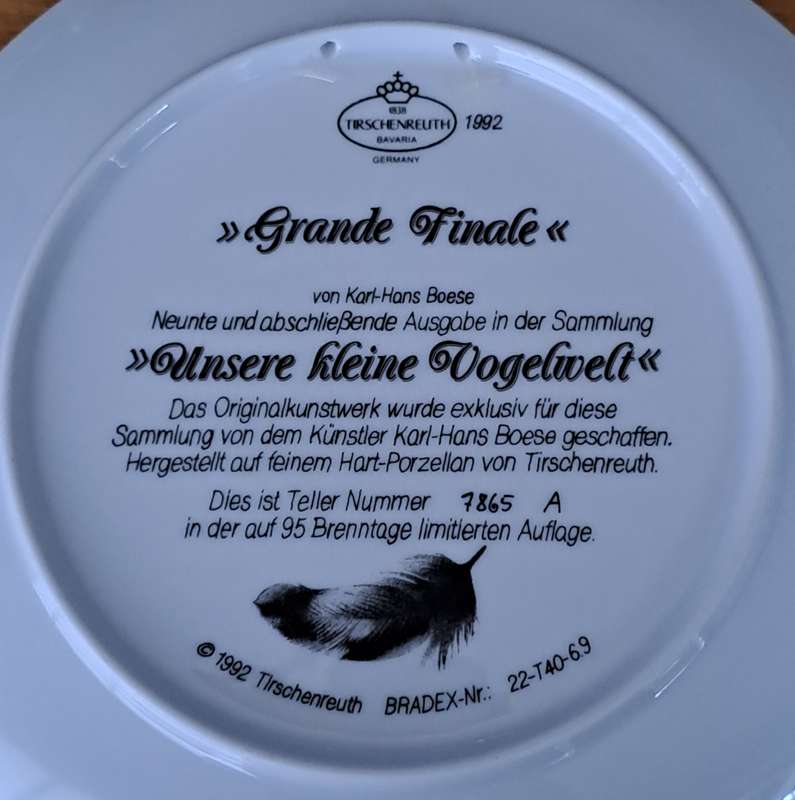 1838
TIRSCHENREUTH 1992
BAVARIA
GERMANY
»Grande Finale«
von Karl-Hans Boese
Neunte und abschließende Ausgabe in der Sammlung
»Unsere kleine Vogelwelt«
Das Originalkunstwerk wurde exklusiv für diese
Sammlung von dem Künstler Karl-Hans Boese geschaffen.
Hergestellt auf feinem Hart-Porzellan von Tirschenreuth.
Dies ist Teller Nummer 7865 A
in der auf 95 Brenntage limitierten Auflage.
© 1992 Tirschenreuth BRADEX-Nr.: 22-T40-6.9